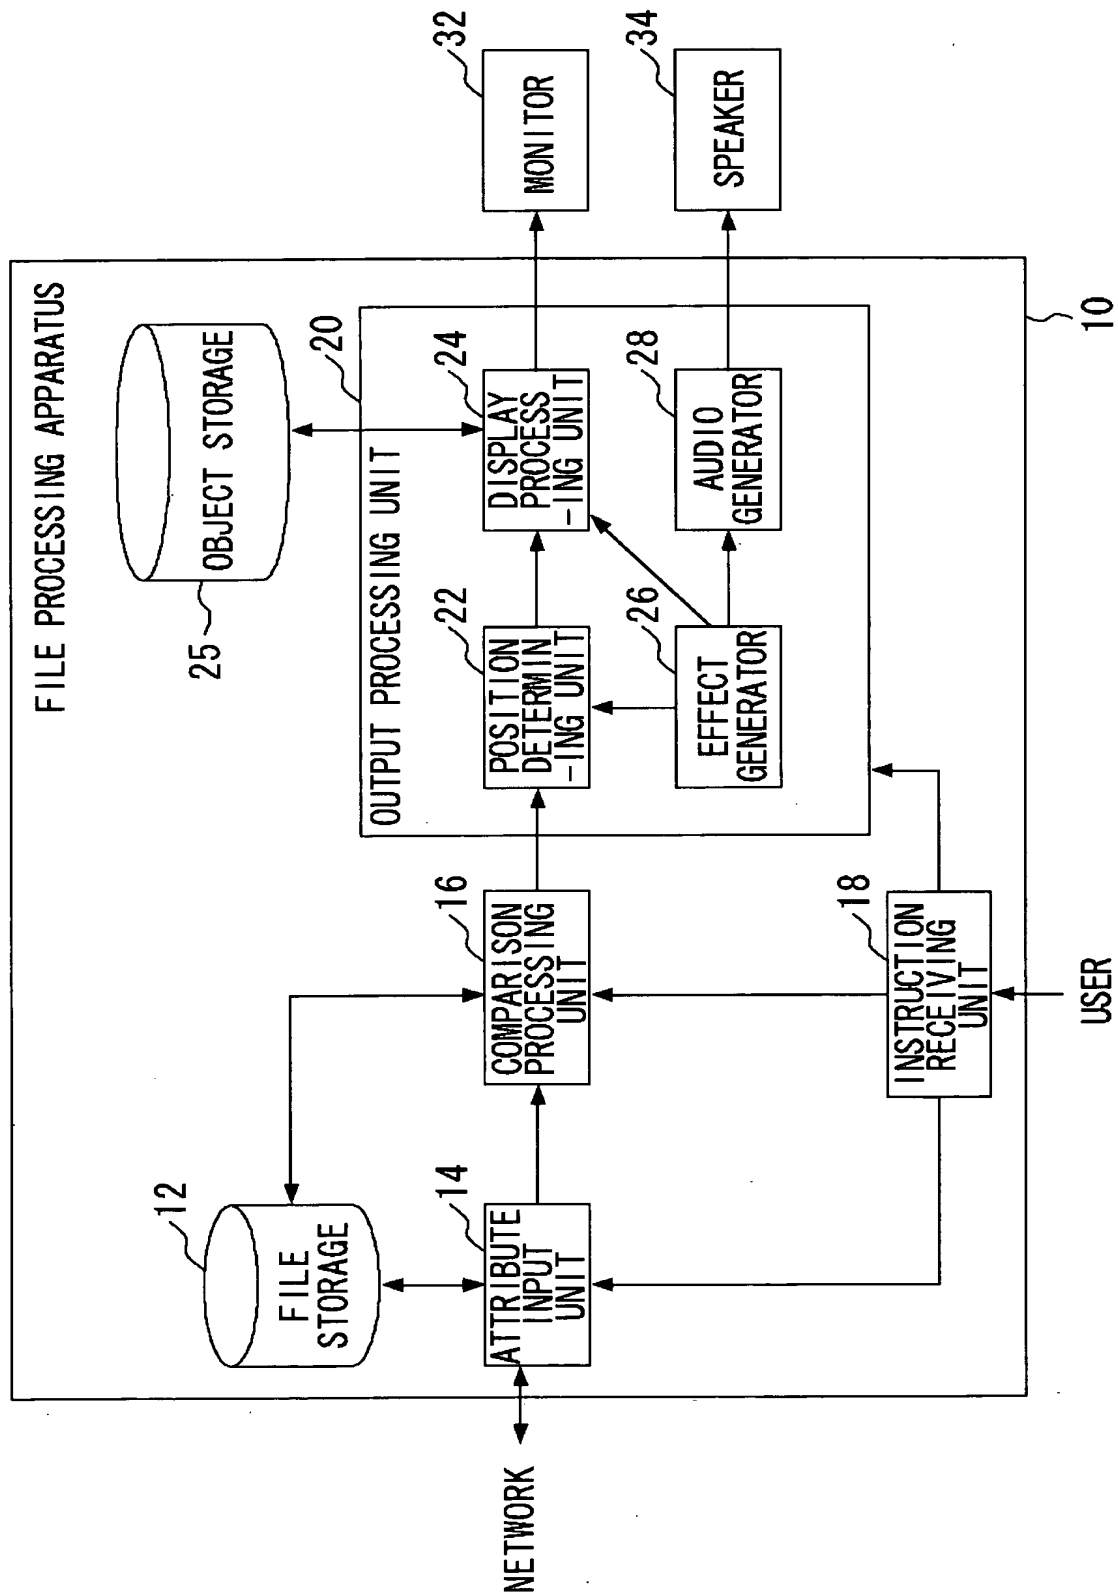 FILE PROCESSING APPARATUS
12
FILE
STORAGE
25
OBJECT STORAGE
20
OUTPUT PROCESSING UNIT
NETWORK
14
ATTRIBUTE
INPUT
UNIT
16
COMPARISON
PROCESSING
UNIT
22
POSITION
DETERMIN
-ING UNIT
24
DISPLAY
PROCESS
-ING UNIT
32
MONITOR
26
EFFECT
GENERATOR
28
AUDIO
GENERATOR
34
SPEAKER
18
INSTRUCTION
RECEIVING
UNIT
USER
10